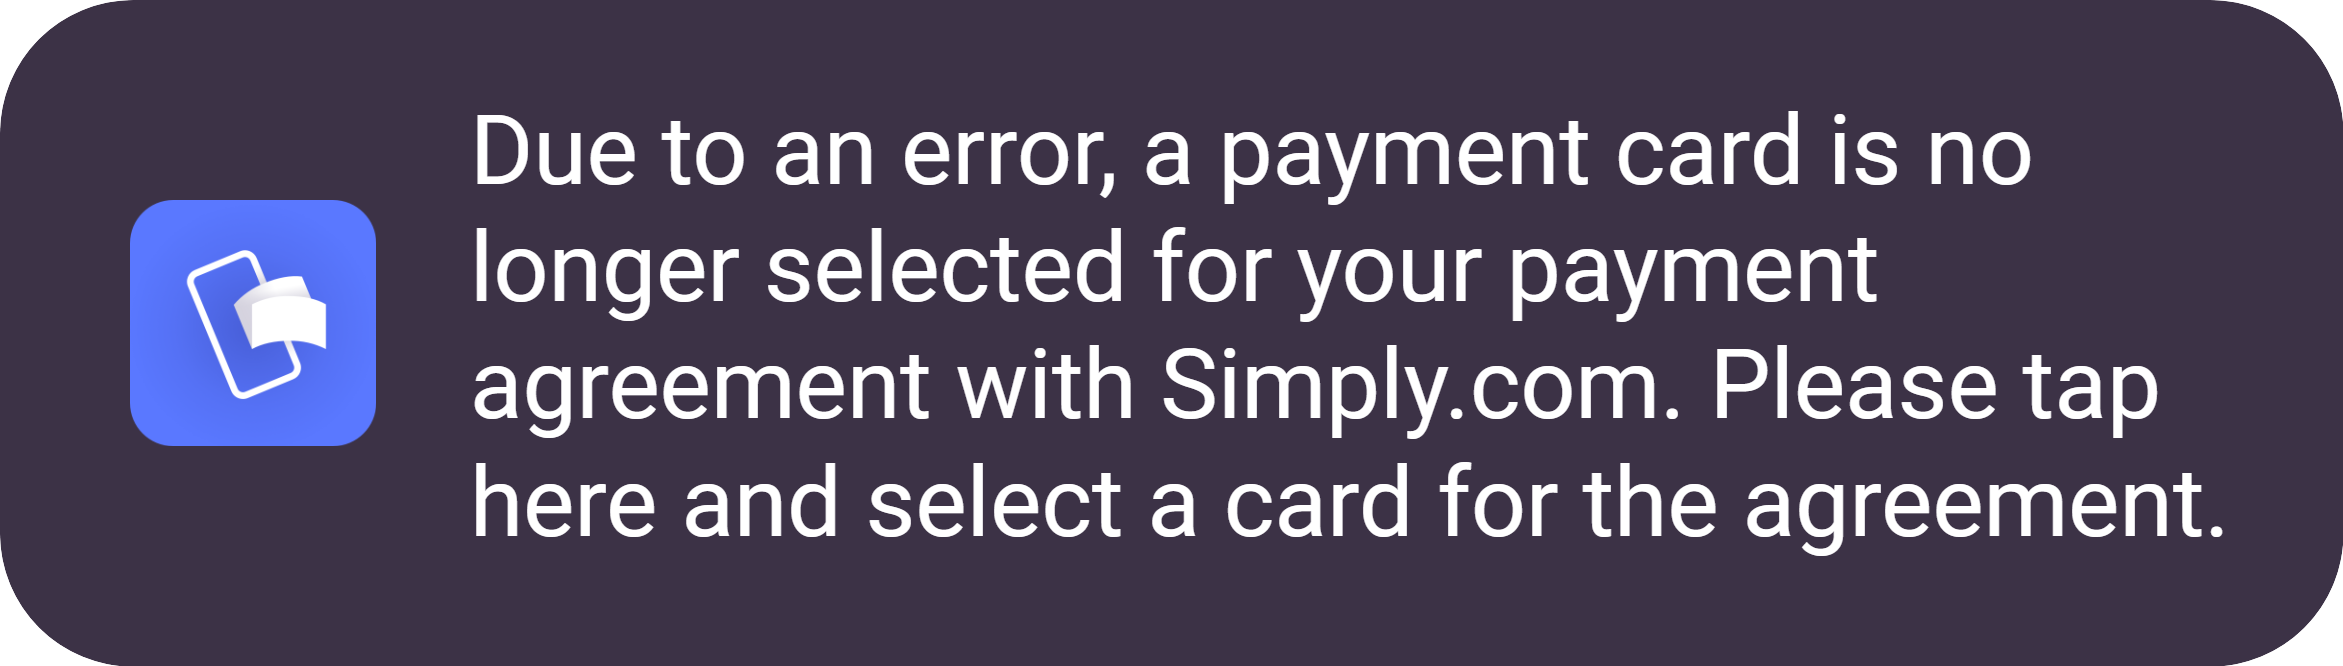 Due to an error, a payment card is no
longer selected for your payment
agreement with Simply.com. Please tap
here and select a card for the agreement.